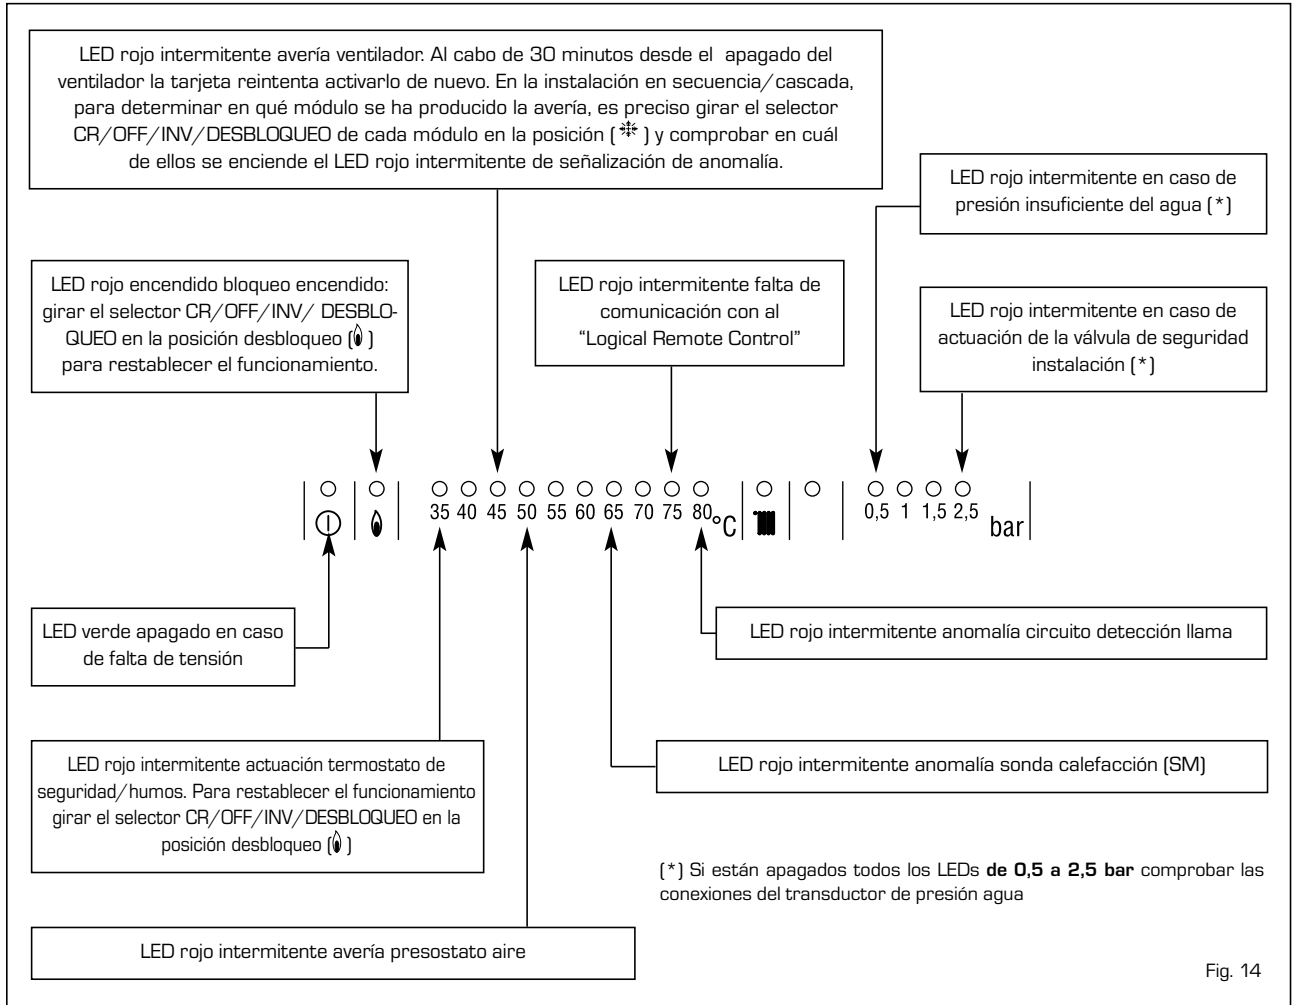 LED rojo intermitente avería ventilador. Al cabo de 30 minutos desde el apagado del
ventilador la tarjeta reintenta activarlo de nuevo. En la instalación en secuencia/cascada,
para determinar en qué módulo se ha producido la avería, es preciso girar el selector
CR/OFF/INV/DESBLOQUEO de cada módulo en la posición ( ) y comprobar en cuál
de ellos se enciende el LED rojo intermitente de señalización de anomalía.
LED rojo intermitente en caso de
presión insuficiente del agua (*)
LED rojo encendido bloqueo encendido:
girar el selector CR/OFF/INV/ DESBLO-
QUEO en la posición desbloqueo ( )
para restablecer el funcionamiento.
LED rojo intermitente falta de
comunicación con al
“Logical Remote Control”
LED rojo intermitente en caso de
actuación de la válvula de seguridad
instalación (*)
35 40 45 50 55 60 65 70 75 80 °C 0,5 1 1,5 2,5 bar
LED verde apagado en caso
de falta de tensión
LED rojo intermitente anomalía circuito detección llama
LED rojo intermitente actuación termostato de
seguridad/humos. Para restablecer el funcionamiento
girar el selector CR/OFF/INV/DESBLOQUEO en la
posición desbloqueo ( )
LED rojo intermitente anomalía sonda calefacción (SM)
(*) Si están apagados todos los LEDs de 0,5 a 2,5 bar comprobar las
conexiones del transductor de presión agua
LED rojo intermitente avería presostato aire
Fig. 14